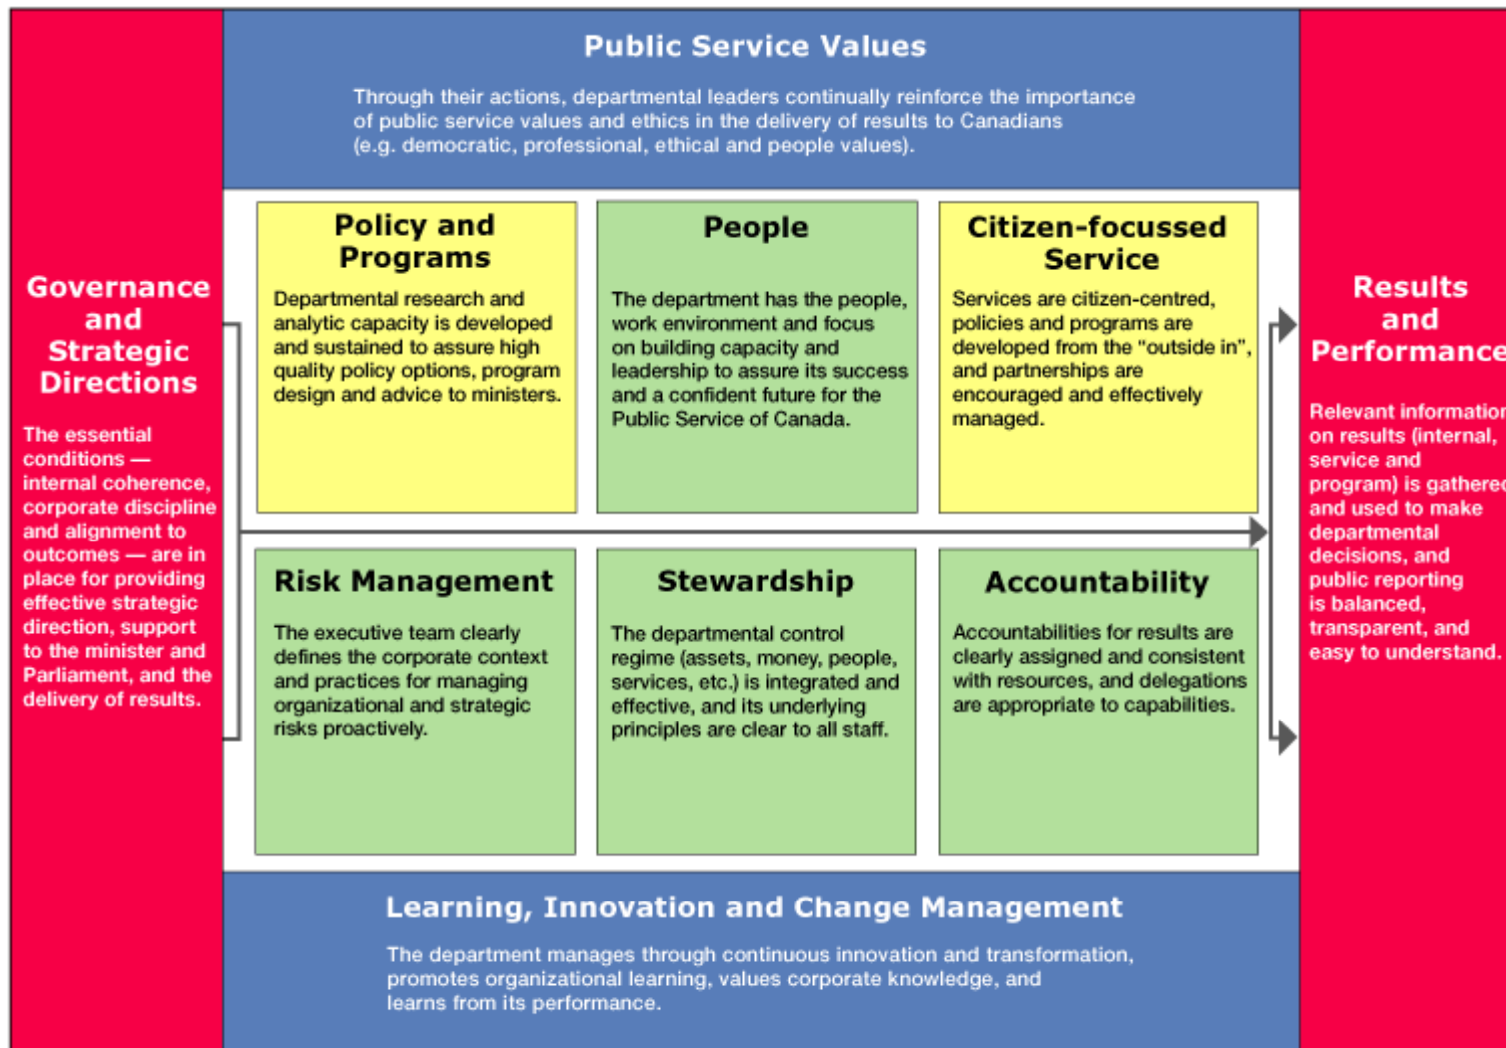 Public Service Values
Through their actions, departmental leaders continually reinforce the importance
of public service values and ethics in the delivery of results to Canadians
(e.g. democratic, professional, ethical and people values).
Governance
and
Strategic
Directions
The essential
conditions —
internal coherence,
corporate discipline
and alignment to
outcomes — are in
place for providing
effective strategic
direction, support
to the minister and
Parliament, and the
delivery of results.
Policy and
Programs
Departmental research and
analytic capacity is developed
and sustained to assure high
quality policy options, program
design and advice to ministers.
People
The department has the people,
work environment and focus
on building capacity and
leadership to assure its success
and a confident future for the
Public Service of Canada.
Citizen-focussed
Service
Services are citizen-centred,
policies and programs are
developed from the “outside in”,
and partnerships are
encouraged and effectively
managed.
Risk Management
The executive team clearly
defines the corporate context
and practices for managing
organizational and strategic
risks proactively.
Stewardship
The departmental control
regime (assets, money, people,
services, etc.) is integrated and
effective, and its underlying
principles are clear to all staff.
Accountability
Accountabilities for results are
clearly assigned and consistent
with resources, and delegations
are appropriate to capabilities.
Results
and
Performance
Relevant information
on results (internal,
service and
program) is gathered
and used to make
departmental
decisions, and
public reporting
is balanced,
transparent, and
easy to understand.
Learning, Innovation and Change Management
The department manages through continuous innovation and transformation,
promotes organizational learning, values corporate knowledge, and
learns from its performance.